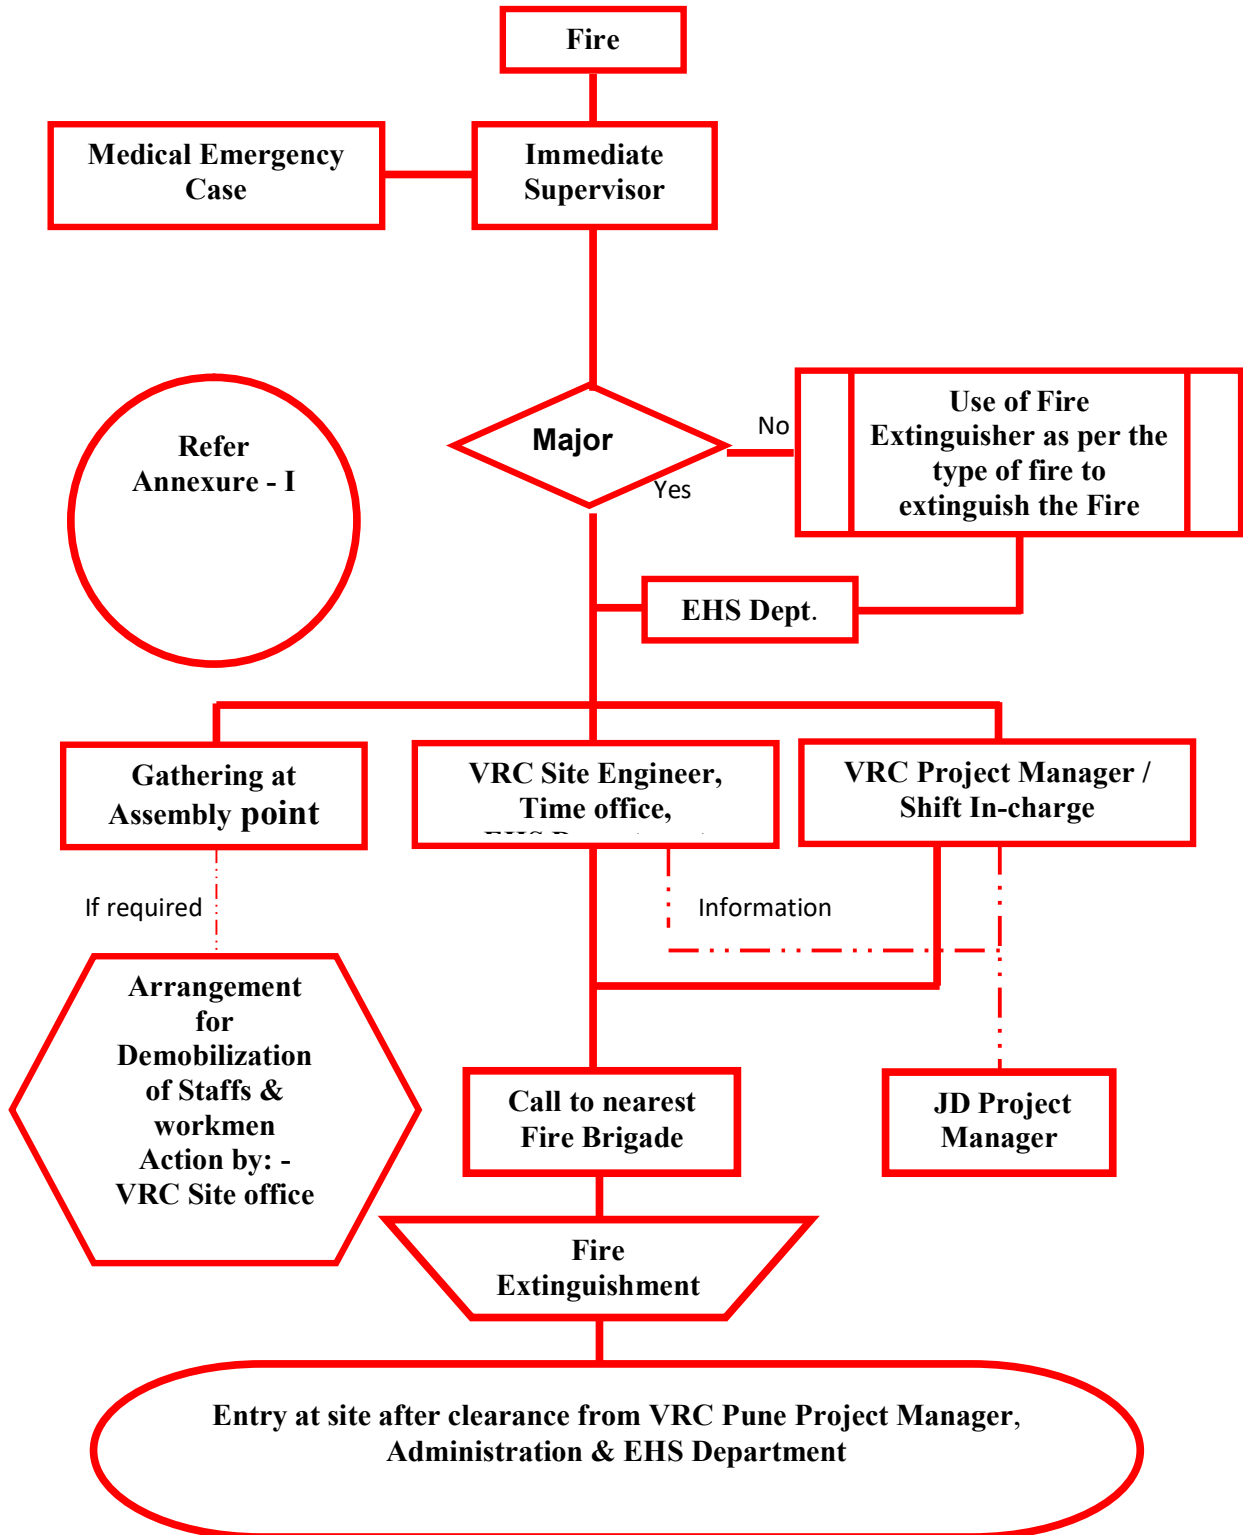 Fire
Medical Emergency
Case
Immediate
Supervisor
Refer
Annexure - I
Major
No
Yes
Use of Fire
Extinguisher as per the
type of fire to
extinguish the Fire
EHS Dept.
Gathering at
Assembly point
VRC Site Engineer,
Time office,
VRC Project Manager /
Shift In-charge
If required
Information
Arrangement
for
Demobilization
of Staffs &
workmen
Action by: -
VRC Site office
Call to nearest
Fire Brigade
JD Project
Manager
Fire
Extinguishment
Entry at site after clearance from VRC Pune Project Manager,
Administration & EHS Department